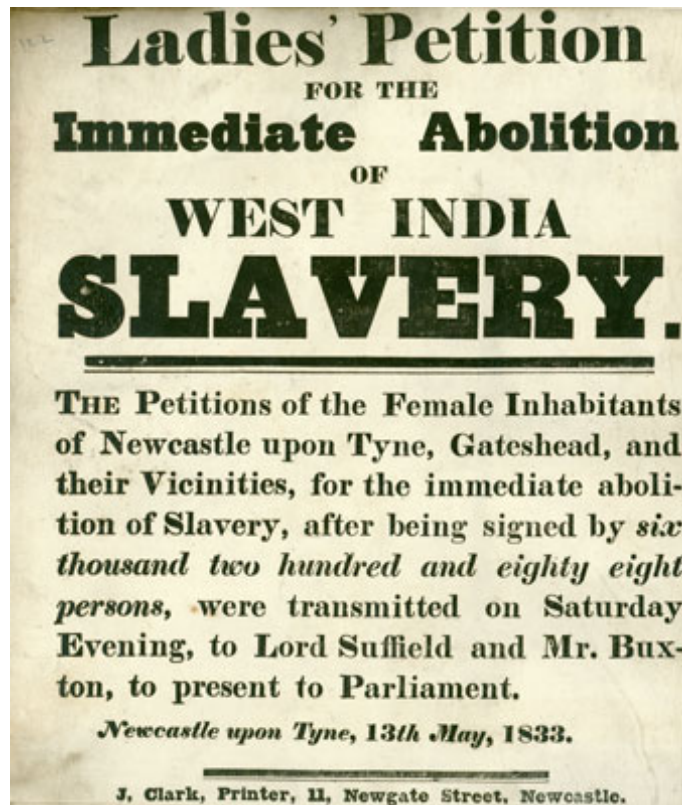 Ladies' Petition
FOR THE
Immediate Abolition
OF
WEST INDIA
SLAVERY.
THE Petitions of the Female Inhabitants
of Newcastle upon Tyne, Gateshead, and
their Vicinities, for the immediate aboli-
tion of Slavery, after being signed by six
thousand two hundred and eighty eight
persons, were transmitted on Saturday
Evening, to Lord Suffield and Mr. Bux-
ton, to present to Parliament.
Newcastle upon Tyne, 13th May, 1833.
J. Clark, Printer, 11, Newgate Street, Newcastle.